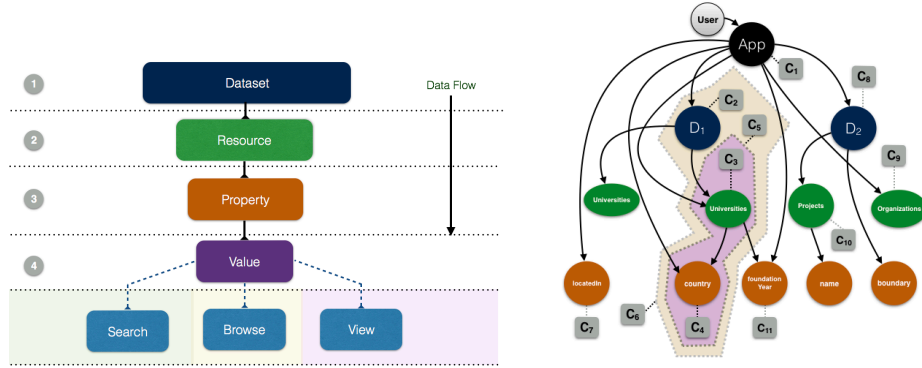 1
Dataset
Data Flow
2
Resource
3
Property
4
Value
Search
Browse
View
User
App
C1
C8
C2
D1
C5
D2
C3
C9
Universities
Universities
Projects
Organizations
C10
locatedIn
country
foundation
Year
name
boundary
C6
C7
C4
C11